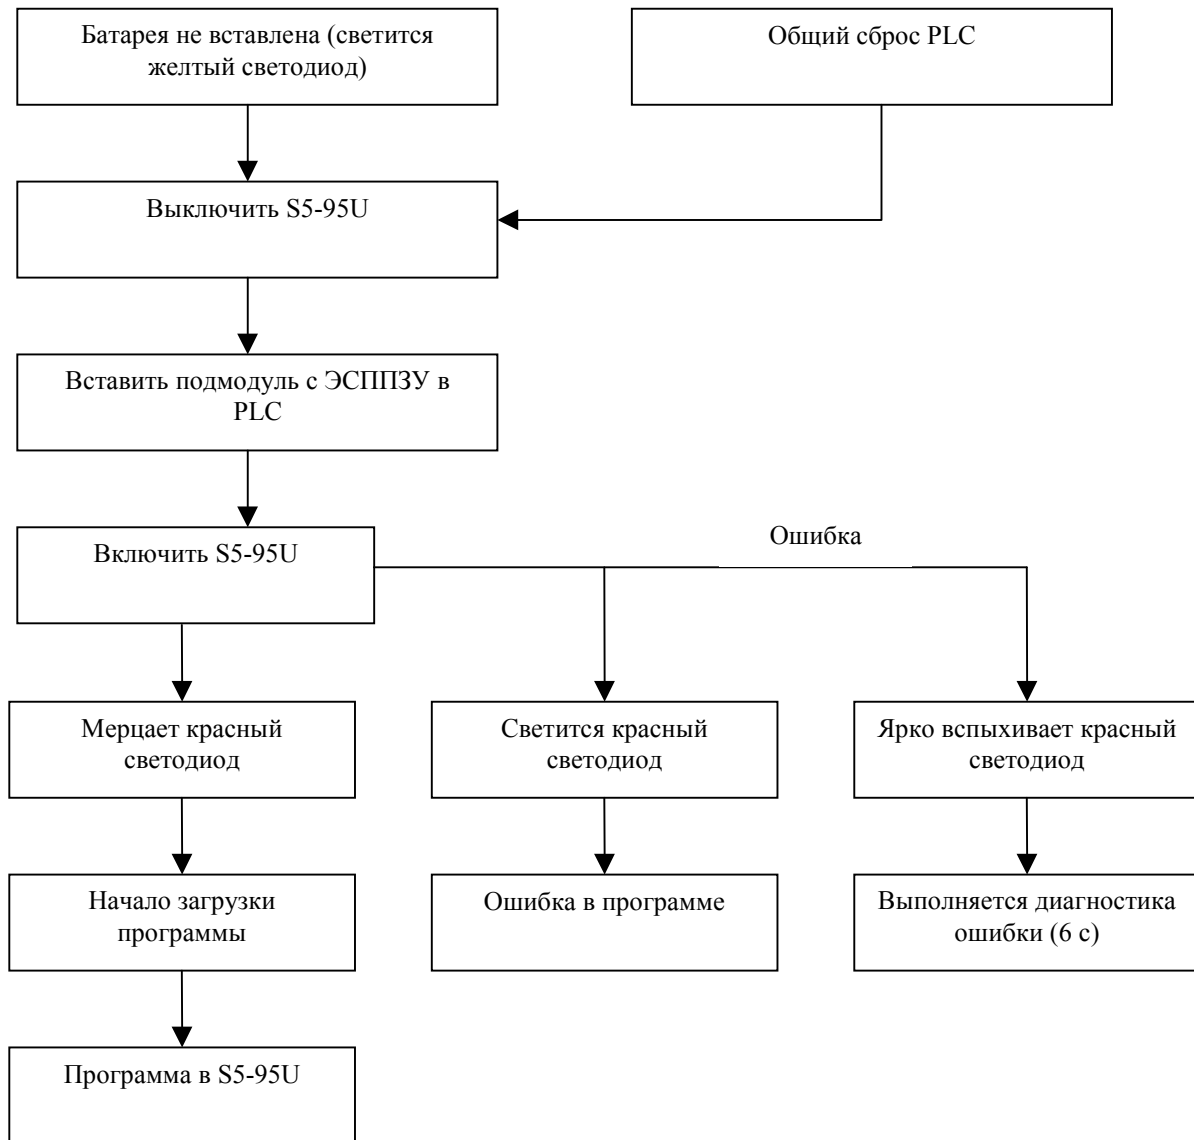 Батарея не вставлена (светится
желтый светодиод)
Общий сброс PLC
Выключить S5-95U
Вставить подмодуль с ЭСППЗУ в
PLC
Включить S5-95U
Ошибка
Мерцает красный
светодиод
Светится красный
светодиод
Ярко вспыхивает красный
светодиод
Начало загрузки
программы
Ошибка в программе
Выполняется диагностика
ошибки (6 с)
Программа в S5-95U